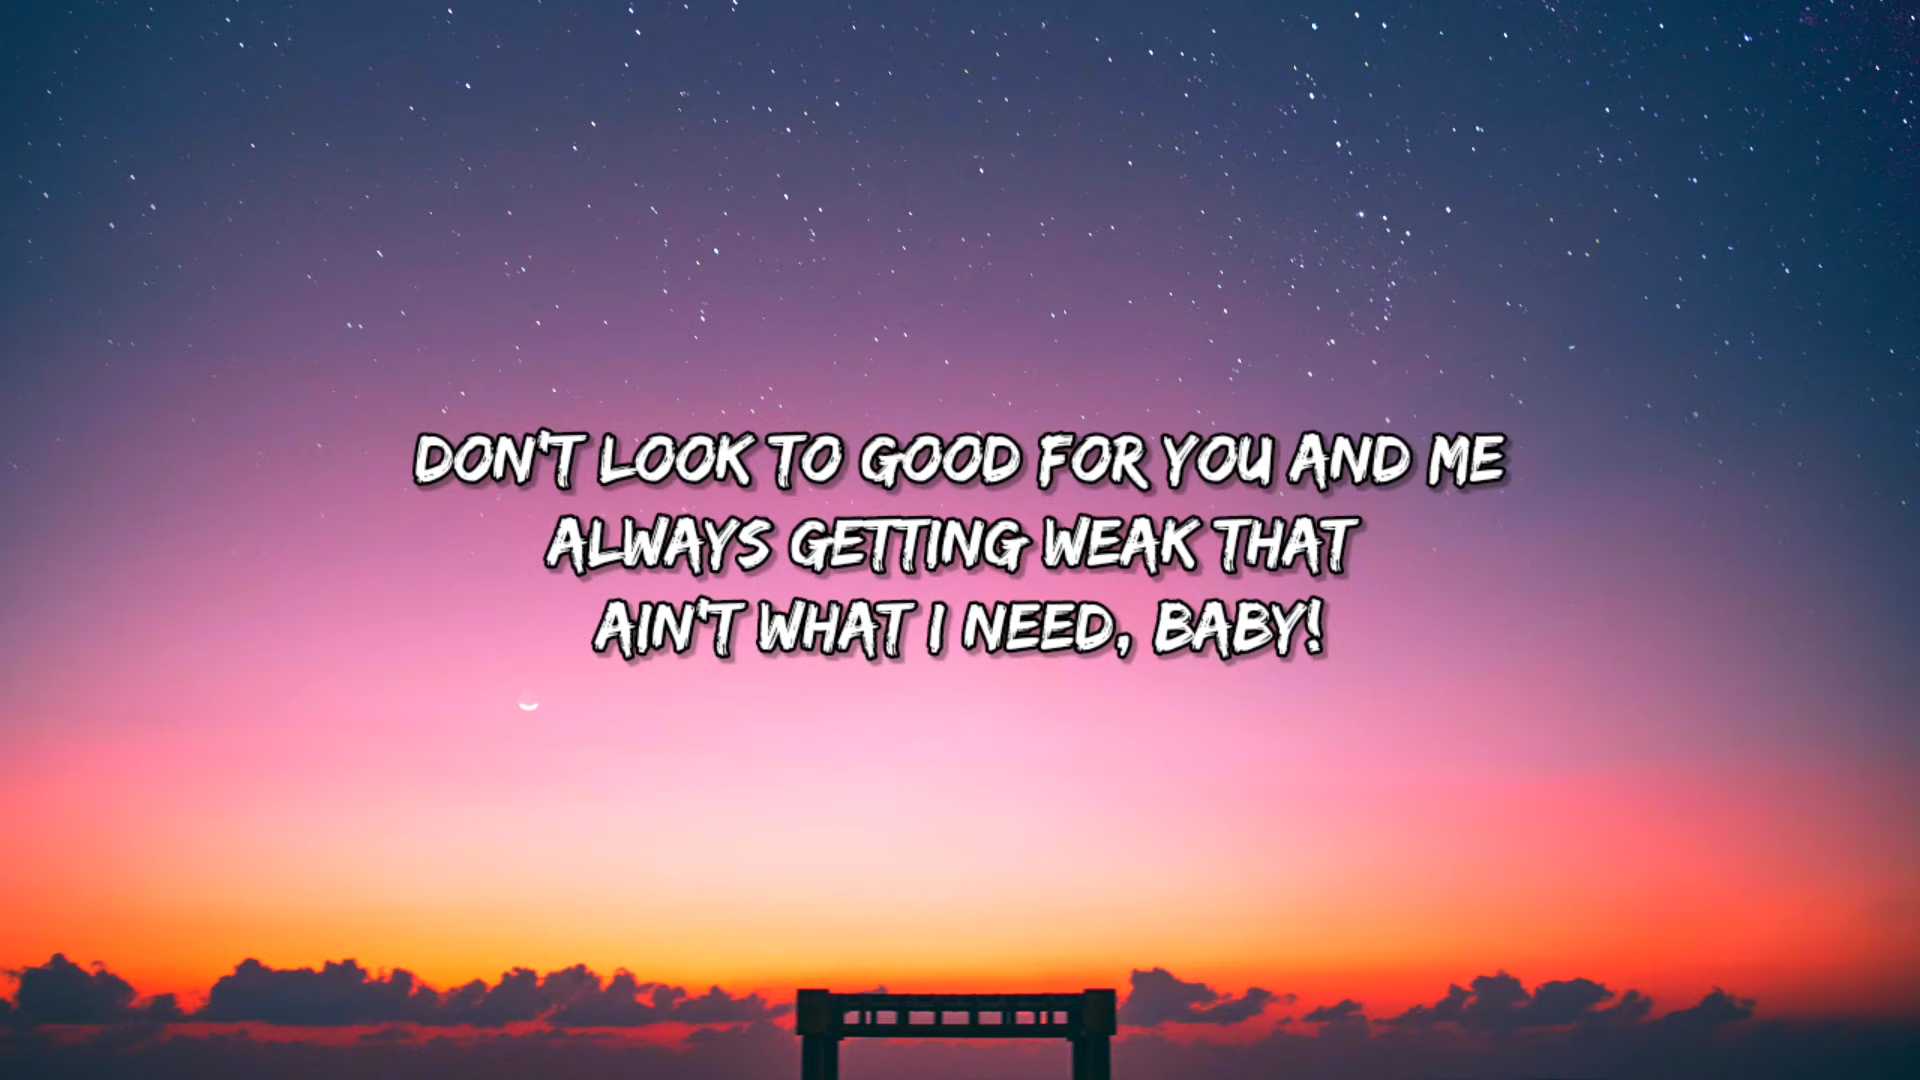 DON'T LOOK TO GOOD FOR YOU AND ME
ALWAYS GETTING WEAK THAT
AIN'T WHAT I NEED, BABY!